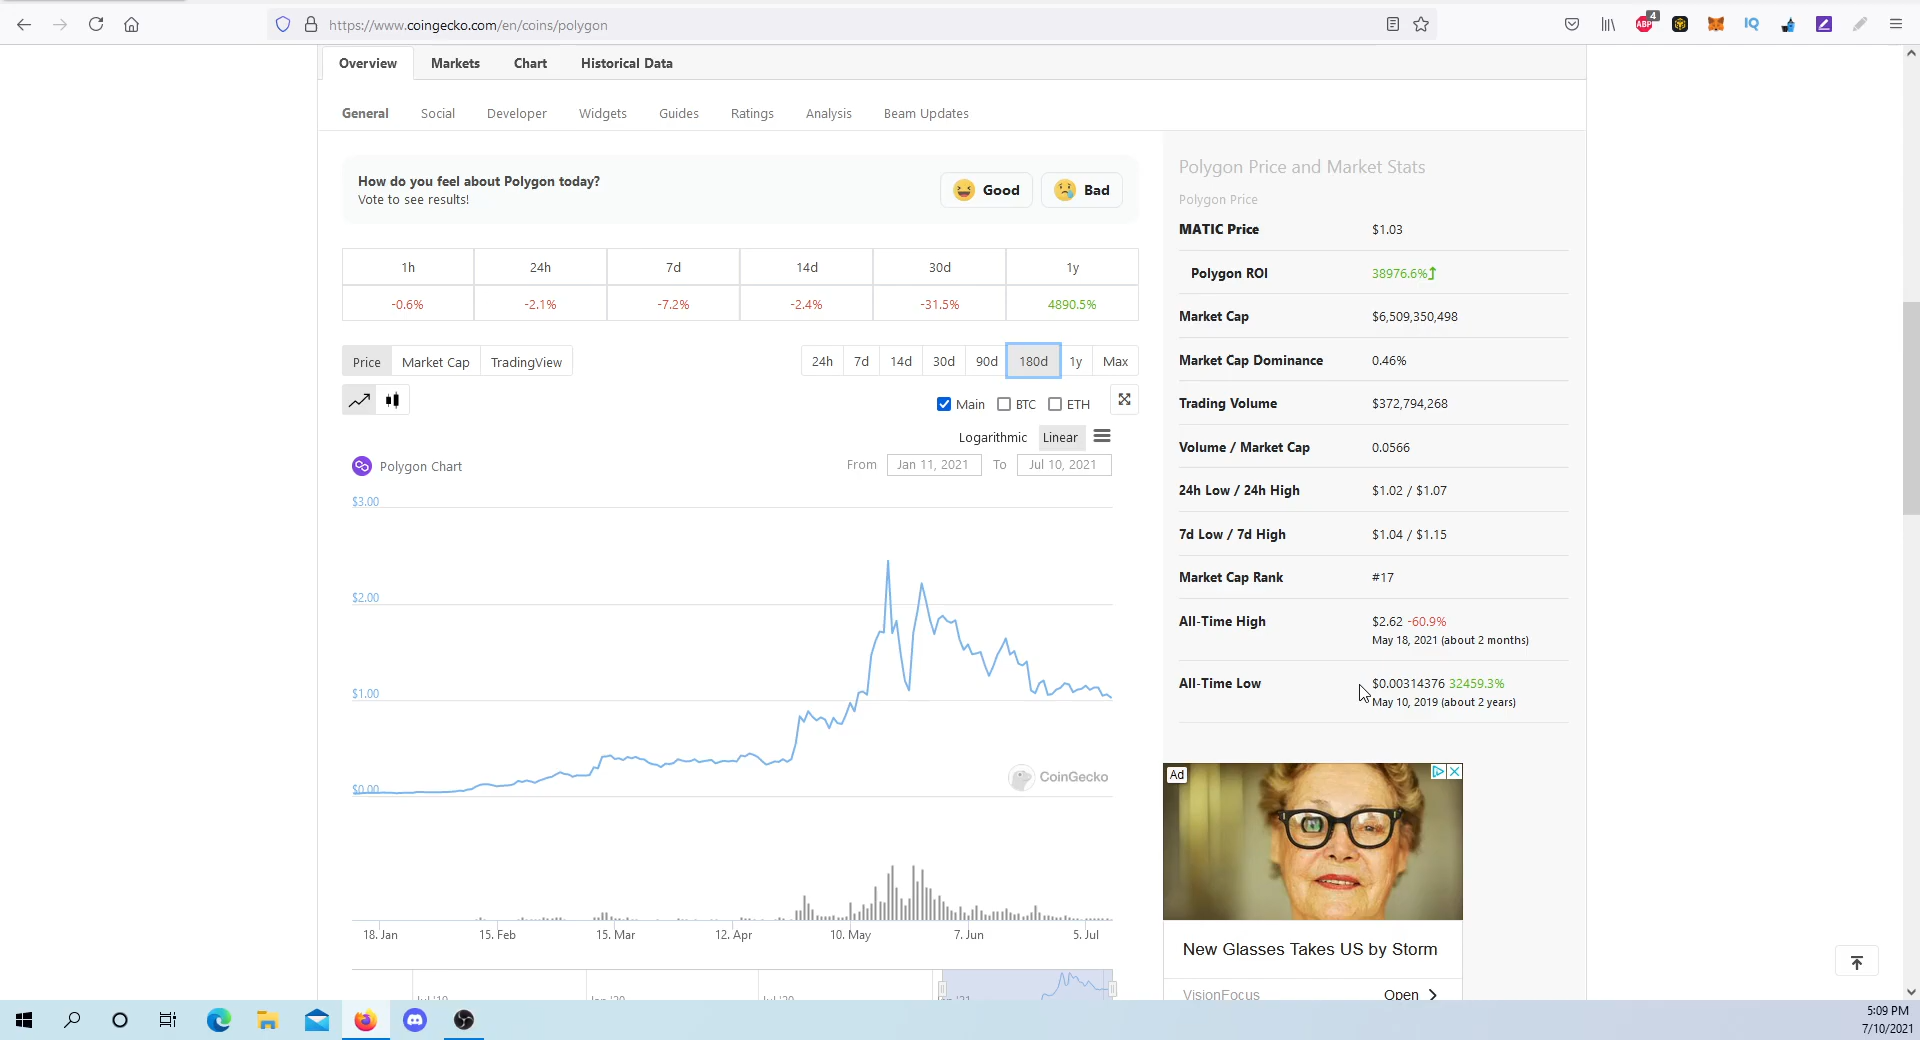 https://www.coingecko.com/en/coins/polygon
4
ABP
IQ
Overview Markets Chart Historical Data
General Social Developer Widgets Guides Ratings Analysis Beam Updates
How do you feel about Polygon today?
Vote to see results!
Good Bad
1h 24h 7d 14d 30d 1y
-0.6% -2.1% -7.2% -2.4% -31.5% 4890.5%
Price Market Cap TradingView
24h 7d 14d 30d 90d 180d 1y Max
Main BTC ETH
Logarithmic Linear
Polygon Chart
From Jan 11, 2021 To Jul 10, 2021
$3.00
$2.00
$1.00
$0.00
CoinGecko
18. Jan 15. Feb 15. Mar 12. Apr 10. May 7. Jun 5. Jul
Jul '19 Jan '20 Jul '20
Polygon Price and Market Stats
Polygon Price
MATIC Price $1.03
Polygon ROI 38976.6%
Market Cap $6,509,350,498
Market Cap Dominance 0.46%
Trading Volume $372,794,268
Volume / Market Cap 0.0566
24h Low / 24h High $1.02 / $1.07
7d Low / 7d High $1.04 / $1.15
Market Cap Rank #17
All-Time High $2.62 -60.9%
May 18, 2021 (about 2 months)
All-Time Low $0.00314376 32459.3%
May 10, 2019 (about 2 years)
Ad
New Glasses Takes US by Storm
VisionFocus Open
5:09 PM
7/10/2021